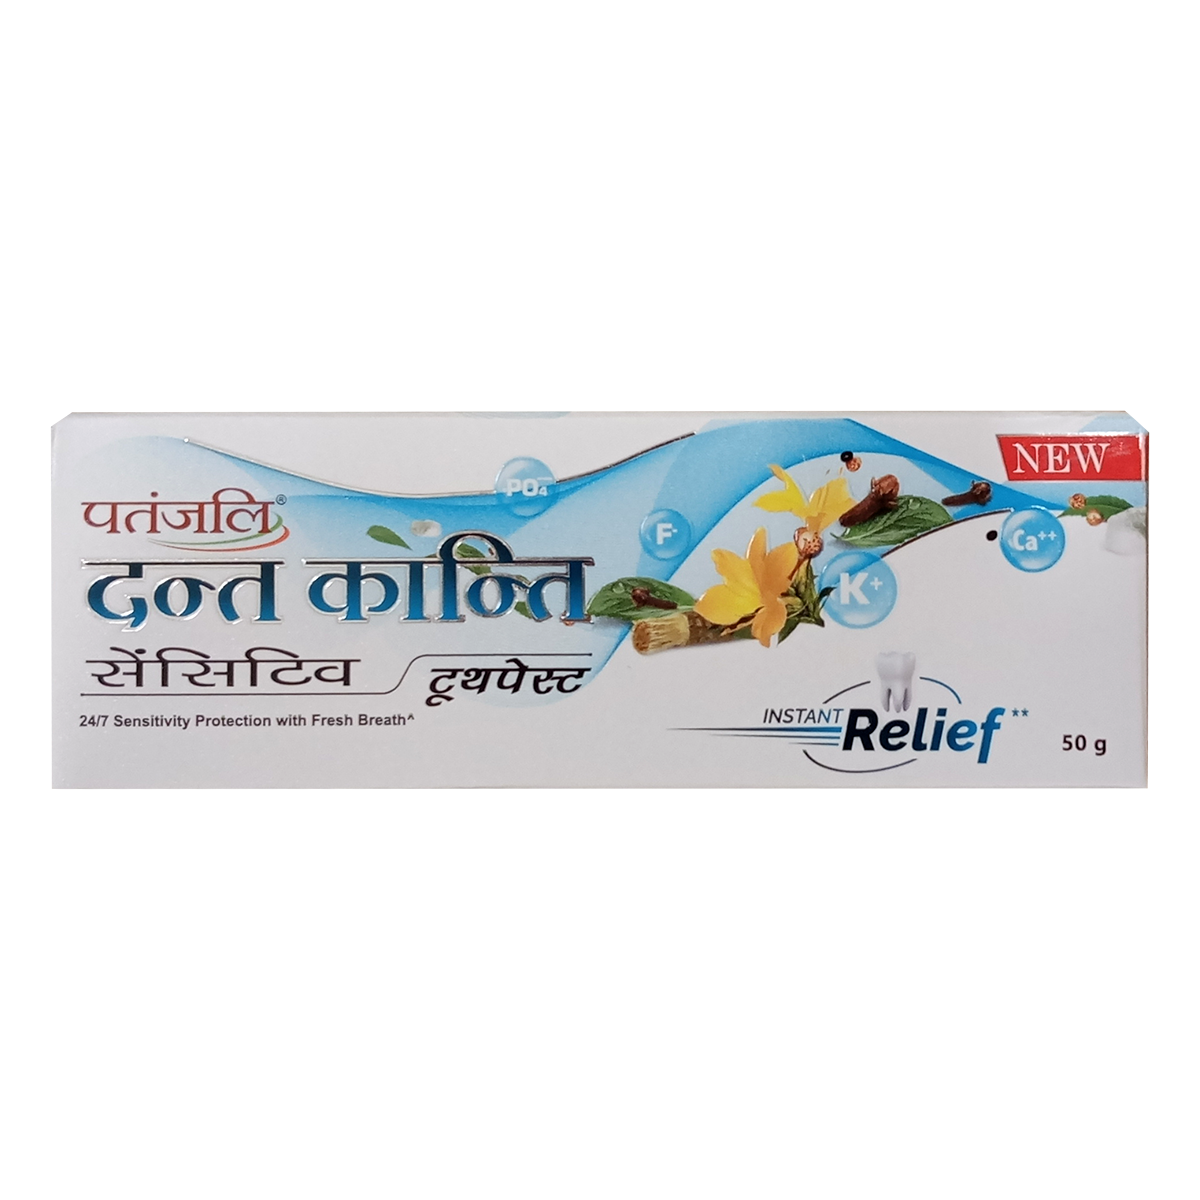 NEW
पतंजलि®
PO₄⁻⁻⁻
F⁻
Ca⁺⁺
K⁺
दन्त कान्ति
सेंसिटिव टूथपेस्ट
24/7 Sensitivity Protection with Fresh Breath^
INSTANT Relief**
50 g